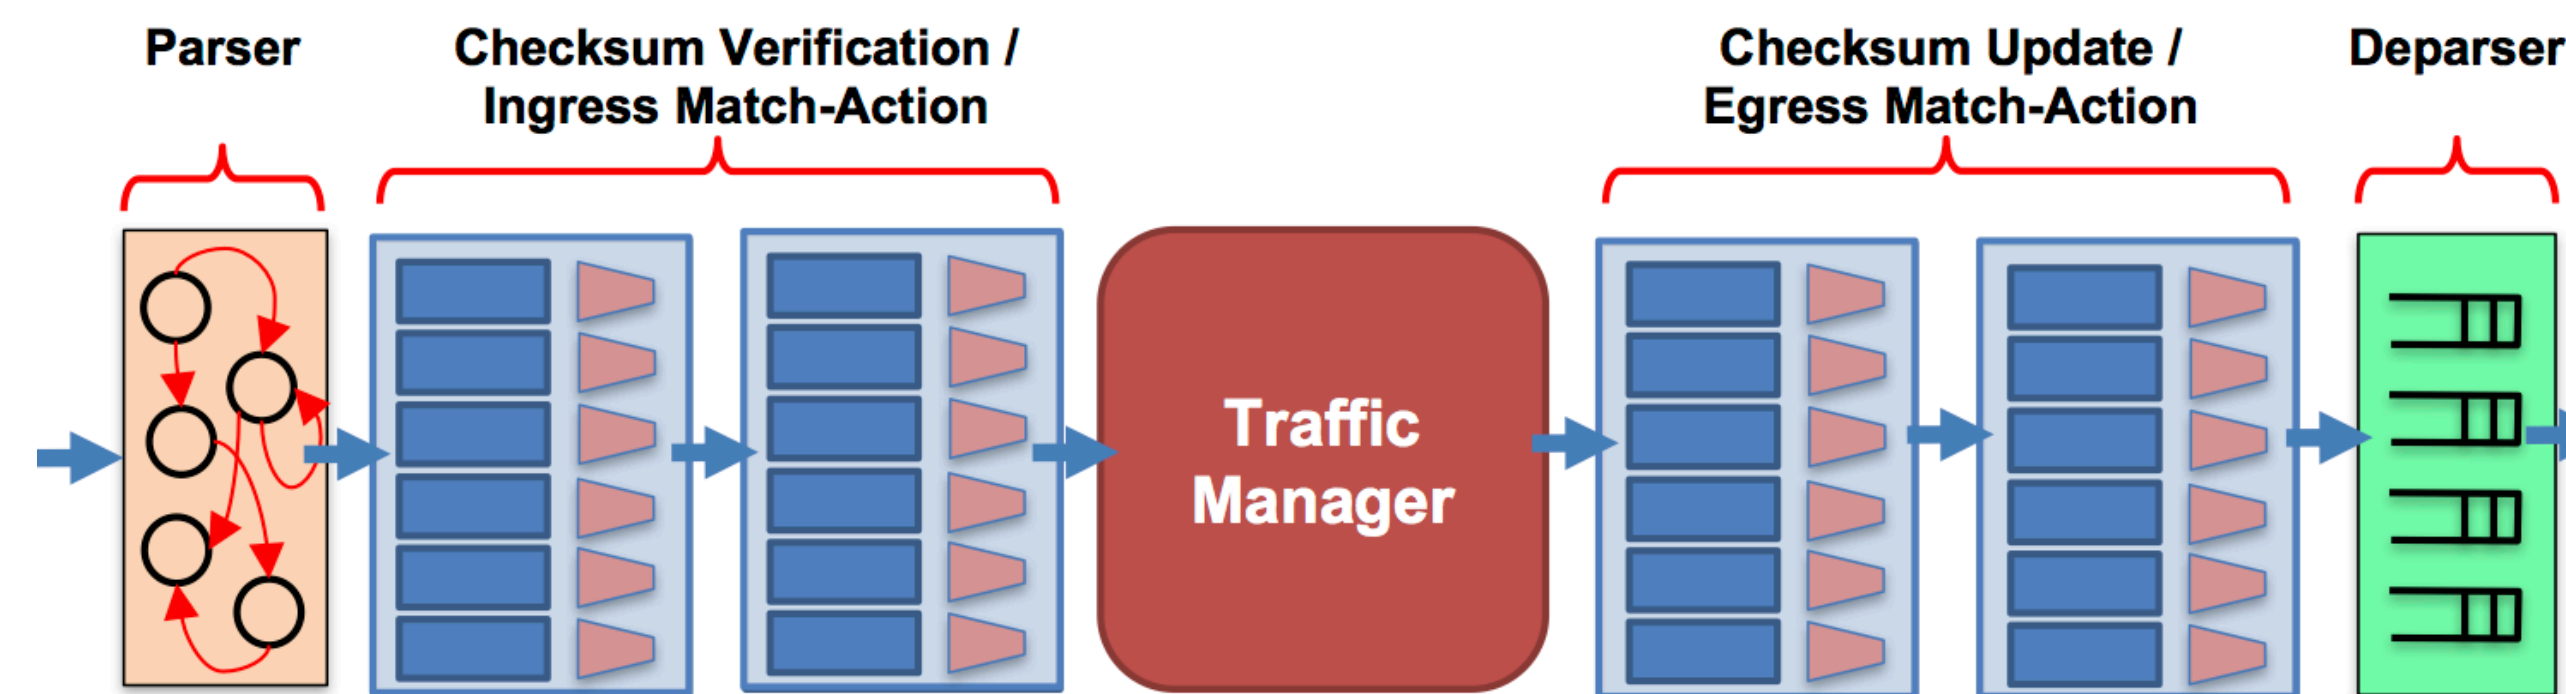 Parser
Checksum Verification /
Ingress Match-Action
Checksum Update /
Egress Match-Action
Deparser
Traffic
Manager